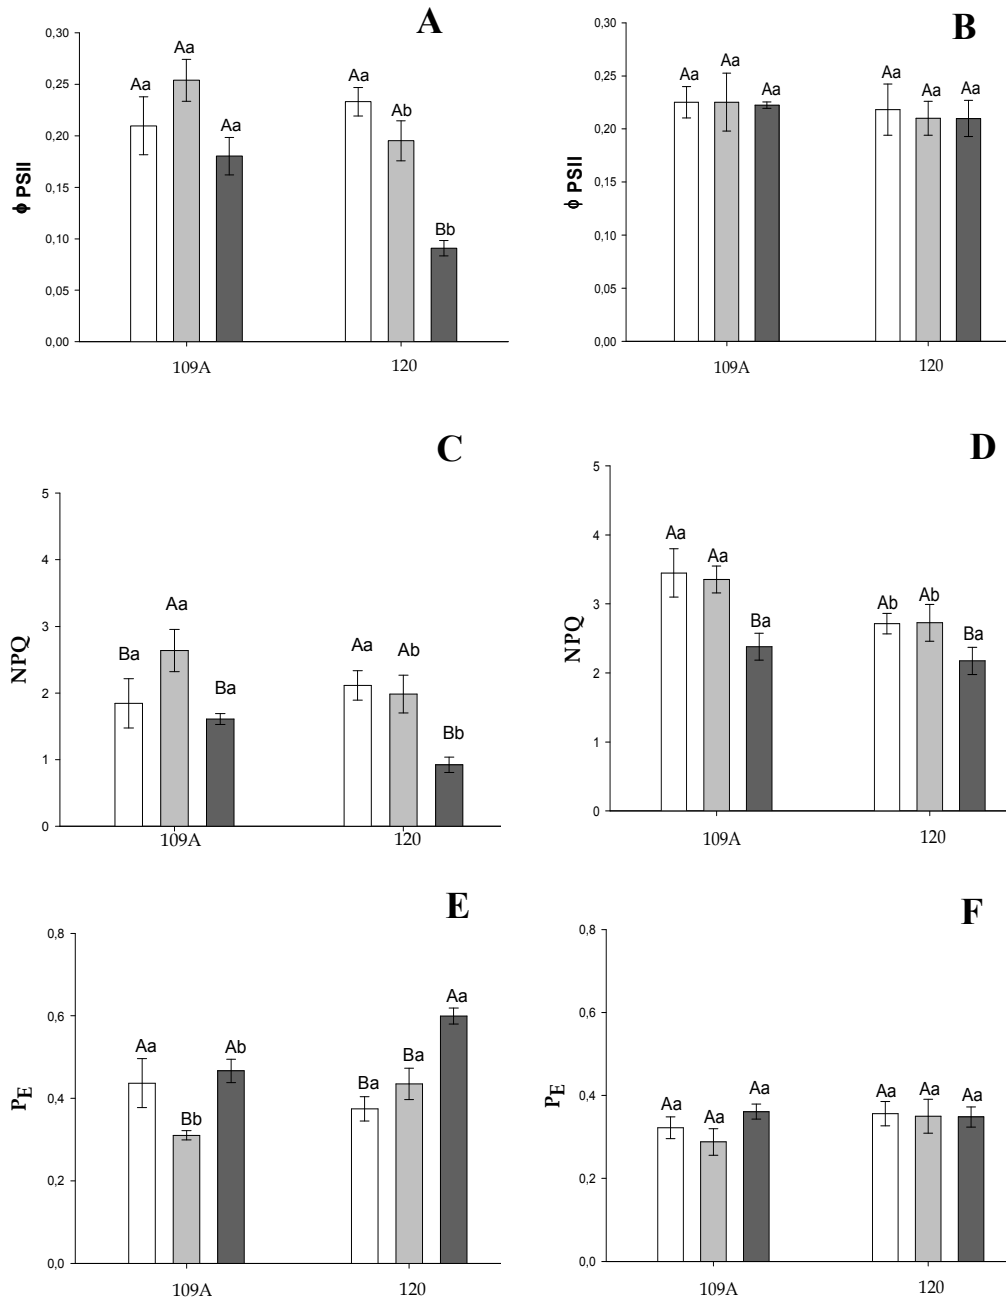 A
0,30
0,25
0,20
0,15
0,10
0,05
0,00
ϕ PSII
Aa
Aa
Aa
Aa
Ab
Bb
109A
120
B
0,30
0,25
0,20
0,15
0,10
0,05
0,00
ϕ PSII
Aa
Aa
Aa
Aa
Aa
Aa
109A
120
C
5
4
3
2
1
0
NPQ
Ba
Aa
Ba
Aa
Ab
Bb
109A
120
D
5
4
3
2
1
0
NPQ
Aa
Aa
Ba
Ab
Ab
Ba
109A
120
E
0,8
0,6
0,4
0,2
0,0
PE
Aa
Bb
Ab
Ba
Ba
Aa
109A
120
F
0,8
0,6
0,4
0,2
0,0
PE
Aa
Aa
Aa
Aa
Aa
Aa
109A
120